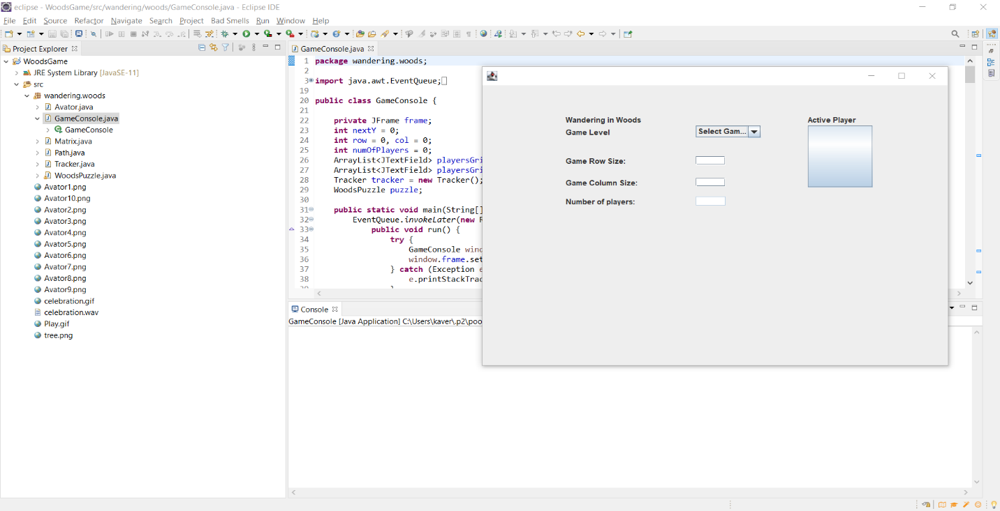 eclipse - WoodsGame/src/wandering/woods/GameConsole.java - Eclipse IDE
File Edit Source Refactor Navigate Search Project Bad Smells Run Window Help
Project Explorer
WoodsGame
JRE System Library [JavaSE-11]
src
wandering.woods
Avator.java
GameConsole.java
GameConsole
Matrix.java
Path.java
Tracker.java
WoodsPuzzle.java
Avator1.png
Avator10.png
Avator2.png
Avator3.png
Avator4.png
Avator5.png
Avator6.png
Avator7.png
Avator8.png
Avator9.png
celebration.gif
celebration.wav
Play.gif
tree.png
GameConsole.java
1 package wandering.woods;
2
3 import java.awt.EventQueue;
19
20 public class GameConsole {
21
22 private JFrame frame;
23 int nextY = 0;
24 int row = 0, col = 0;
25 int numOfPlayers = 0;
26 ArrayList<JTextField> playersGri
27 ArrayList<JTextField> playersGri
28 Tracker tracker = new Tracker();
29 WoodsPuzzle puzzle;
30
31 public static void main(String[]
32 EventQueue.invokeLater(new R
33 public void run() {
34 try {
35 GameConsole wind
36 window.frame.set
37 } catch (Exception e
38 e.printStackTrac
Console
GameConsole [Java Application] C:\Users\kaver\.p2\poo
Wandering in Woods
Game Level
Select Gam...
Active Player
Game Row Size:
Game Column Size:
Number of players: